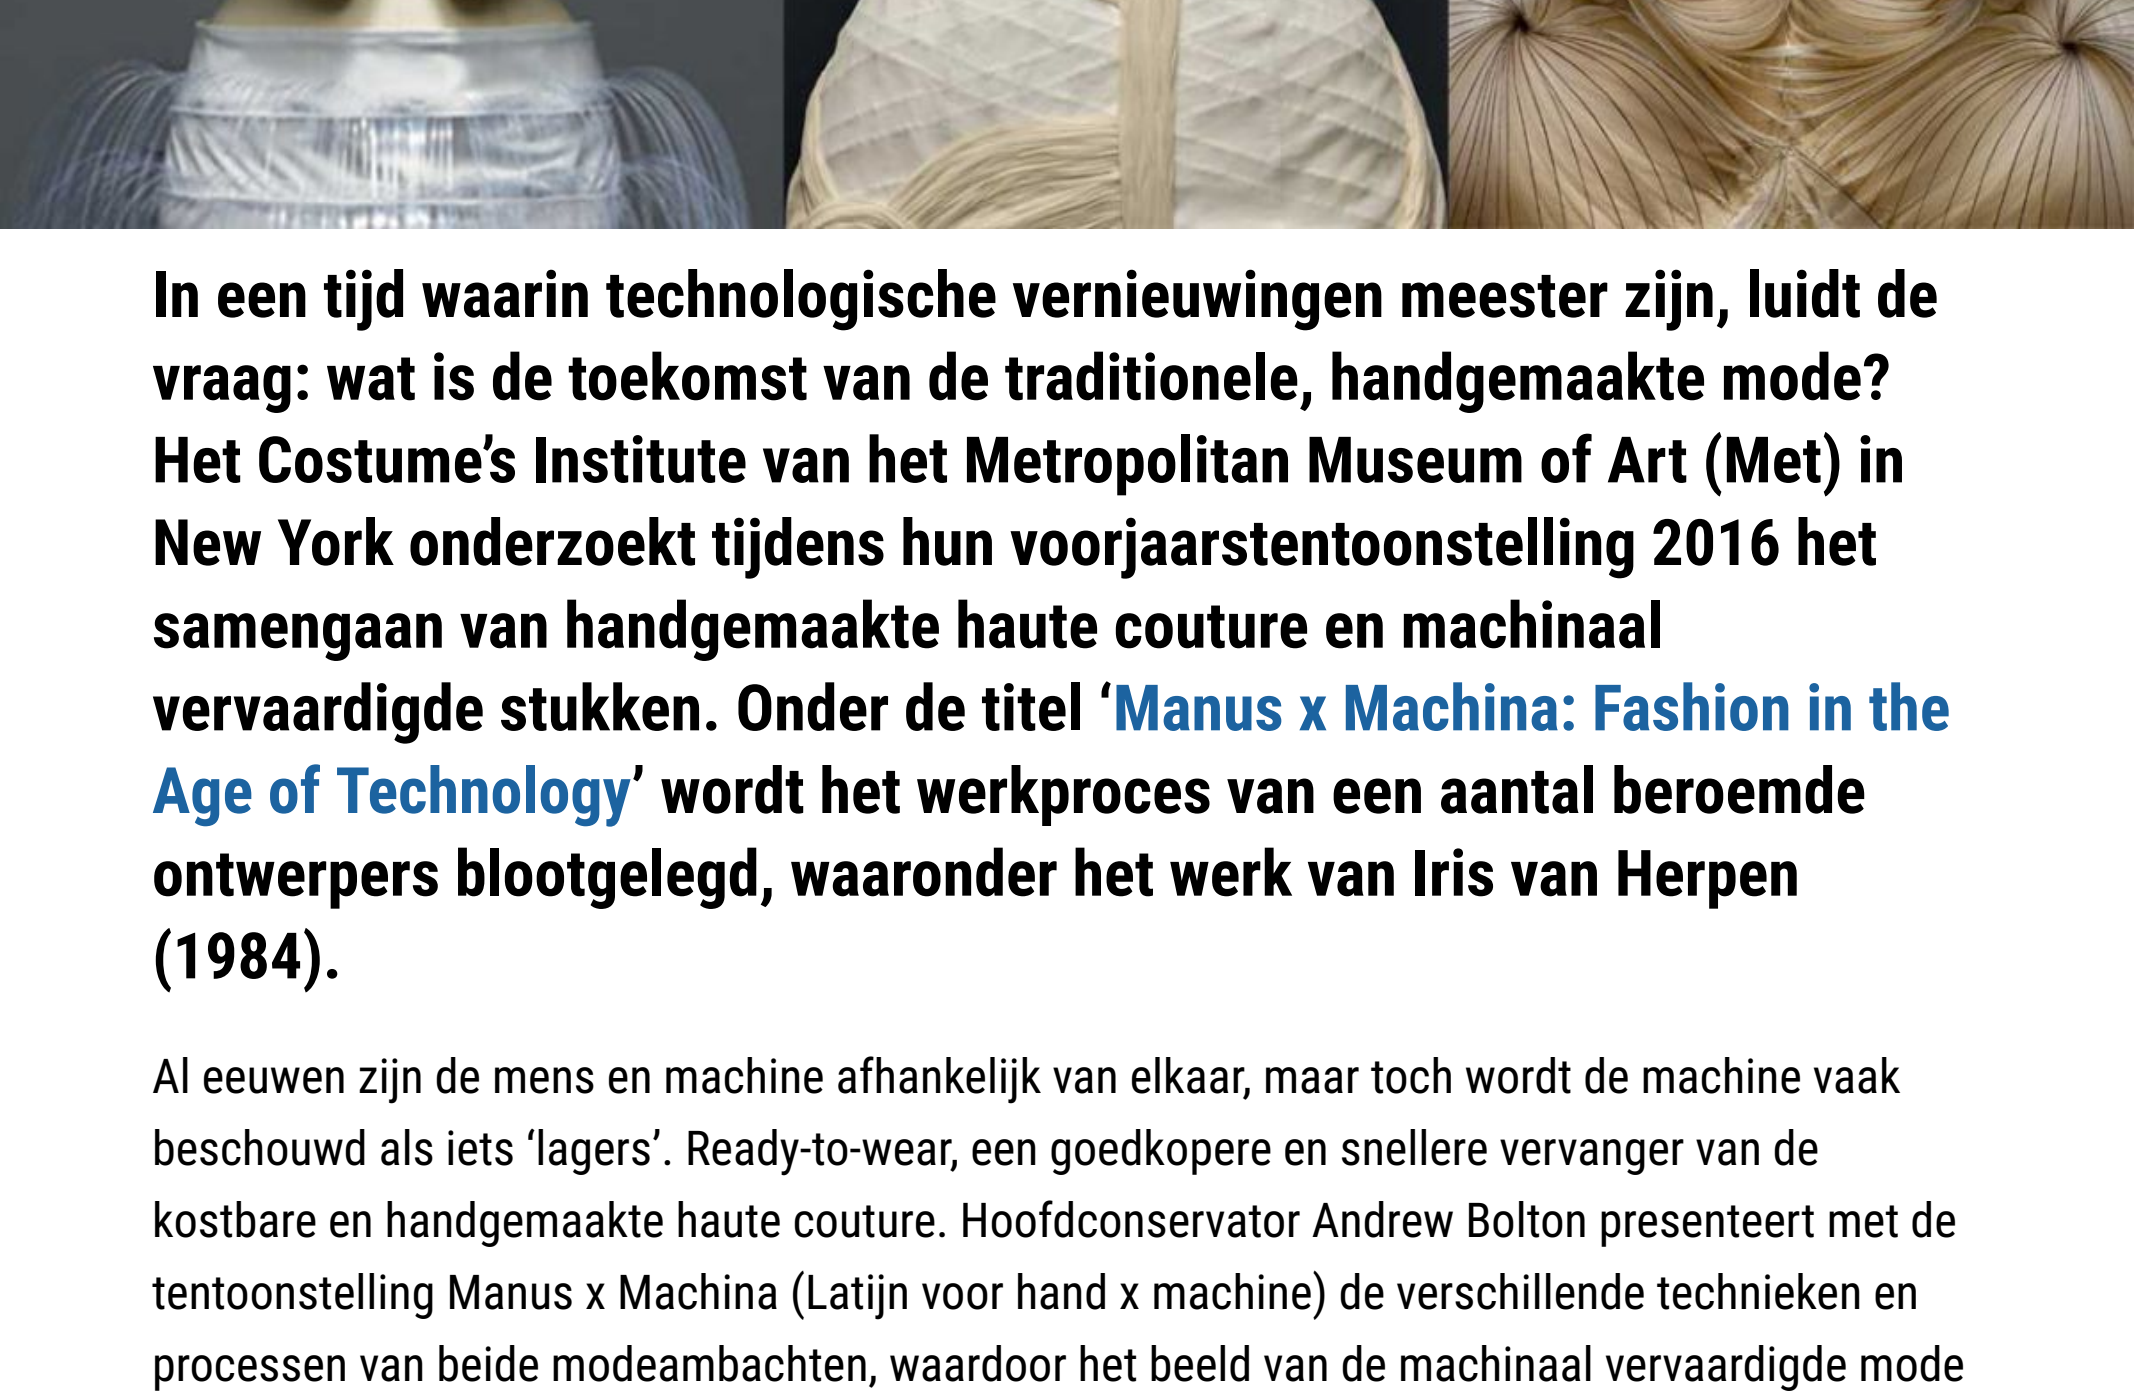 In een tijd waarin technologische vernieuwingen meester zijn, luidt de
vraag: wat is de toekomst van de traditionele, handgemaakte mode?
Het Costume’s Institute van het Metropolitan Museum of Art (Met) in
New York onderzoekt tijdens hun voorjaarstentoonstelling 2016 het
samengaan van handgemaakte haute couture en machinaal
vervaardigde stukken. Onder de titel ‘Manus x Machina: Fashion in the
Age of Technology’ wordt het werkproces van een aantal beroemde
ontwerpers blootgelegd, waaronder het werk van Iris van Herpen
(1984).
Al eeuwen zijn de mens en machine afhankelijk van elkaar, maar toch wordt de machine vaak
beschouwd als iets ‘lagers’. Ready-to-wear, een goedkopere en snellere vervanger van de
kostbare en handgemaakte haute couture. Hoofdconservator Andrew Bolton presenteert met de
tentoonstelling Manus x Machina (Latijn voor hand x machine) de verschillende technieken en
processen van beide modeambachten, waardoor het beeld van de machinaal vervaardigde mode